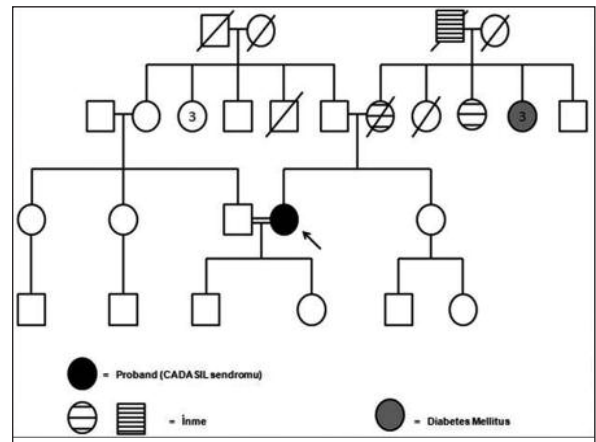 3
3
= Proband (CADASIL sendromu)
= İnme
= Diabetes Mellitus